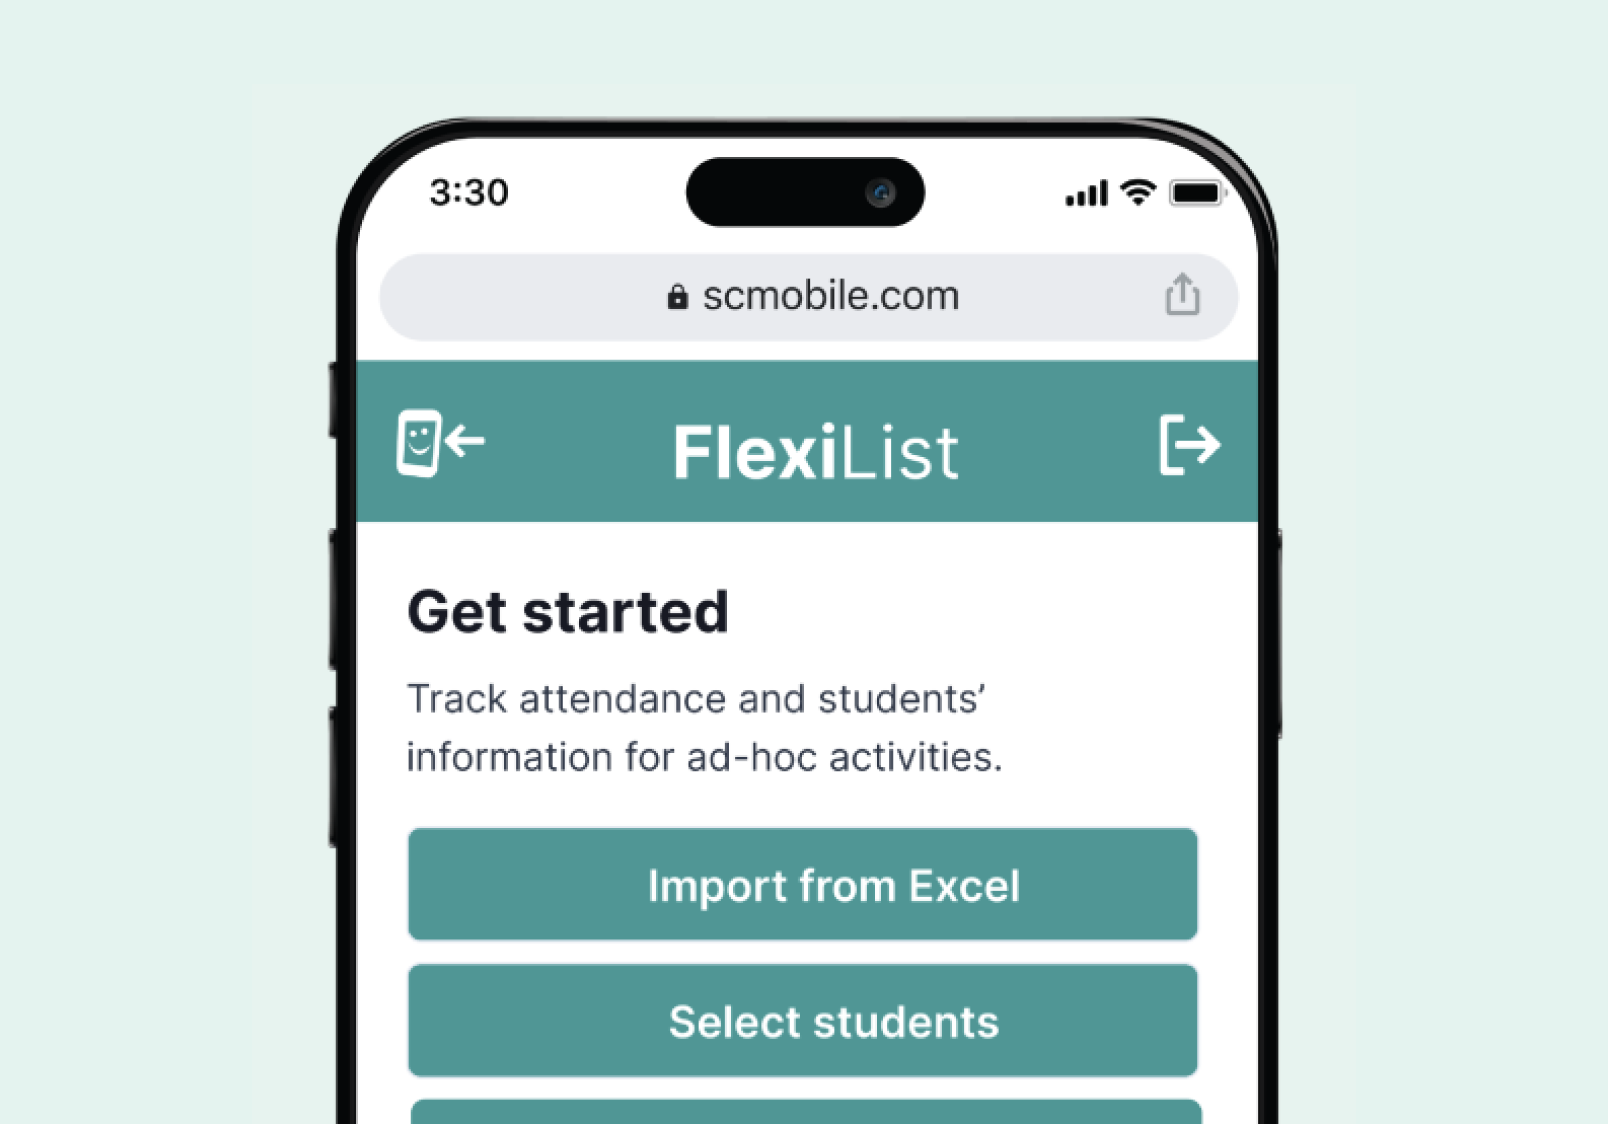 3:30
scmobile.com
FlexiList
Get started
Track attendance and students’
information for ad-hoc activities.
Import from Excel
Select students